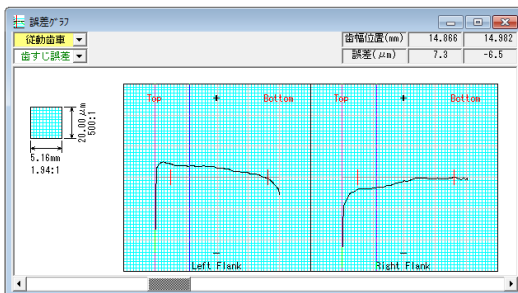 誤差グラフ
従動歯車
歯すじ誤差
歯幅位置(mm) 14.866 14.982
誤差(μm) 7.3 -6.5
Top + Bottom Top + Bottom
20.00 μm
500:1
5.16mm
1.94:1
Left Flank Right Flank